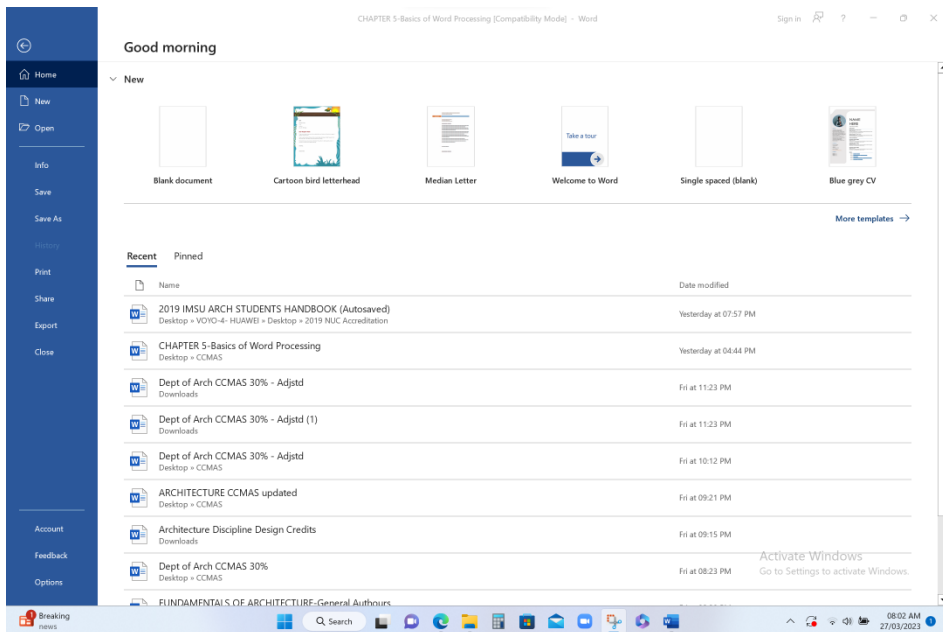 CHAPTER 5-Basics of Word Processing [Compatibility Mode] - Word
Sign in
?
Good morning
Home
New
Open
Info
Save
Save As
History
Print
Share
Export
Close
Account
Feedback
Options
New
Take a tour
Blank document
Cartoon bird letterhead
Median Letter
Welcome to Word
Single spaced (blank)
Blue grey CV
More templates
Recent Pinned
Name Date modified
2019 IMSU ARCH STUDENTS HANDBOOK (Autosaved)
Desktop » VOYO-4- HUAWEI » Desktop » 2019 NUC Accreditation
Yesterday at 07:57 PM
CHAPTER 5-Basics of Word Processing
Desktop » CCMAS
Yesterday at 04:44 PM
Dept of Arch CCMAS 30% - Adjstd
Downloads
Fri at 11:23 PM
Dept of Arch CCMAS 30% - Adjstd (1)
Downloads
Fri at 11:23 PM
Dept of Arch CCMAS 30% - Adjstd
Desktop » CCMAS
Fri at 10:12 PM
ARCHITECTURE CCMAS updated
Desktop » CCMAS
Fri at 09:21 PM
Architecture Discipline Design Credits
Downloads
Fri at 09:15 PM
Dept of Arch CCMAS 30%
Desktop » CCMAS
Fri at 08:23 PM
FUNDAMENTALS OF ARCHITECTURE-General Authours
Activate Windows
Go to Settings to activate Windows.
1
Breaking
news
Search
08:02 AM
27/03/2023
1